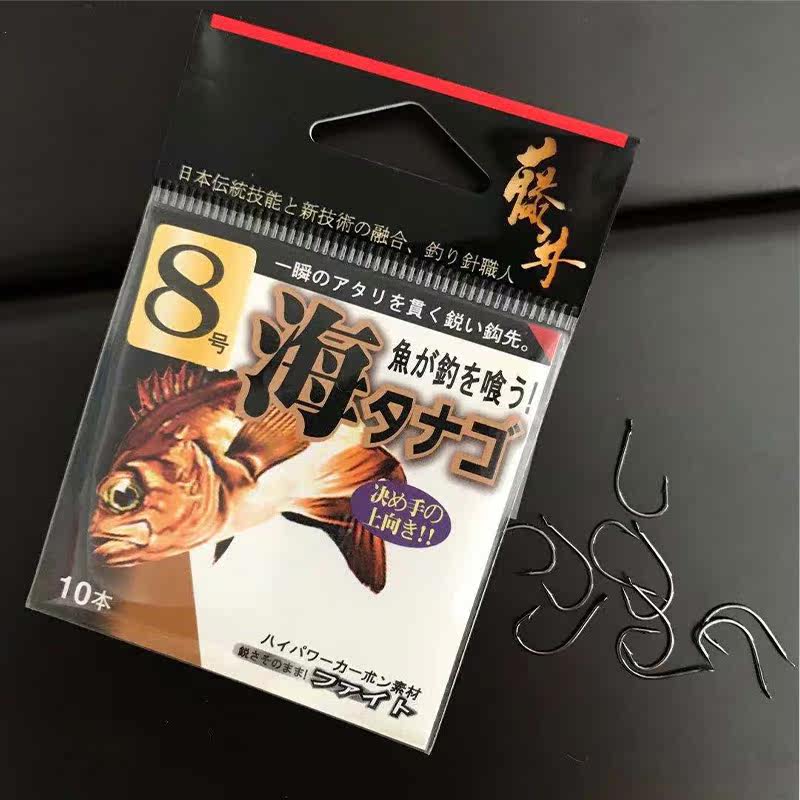 藤井
日本伝統技能と新技術の融合、釣り針職人
8号
一瞬のアタリを貫く鋭い鈎先。
魚が釣を喰う!
海タナゴ
決め手の
上向き!!
10本
ハイパワーカーボン素材
鋭さそのまま!
ファイト